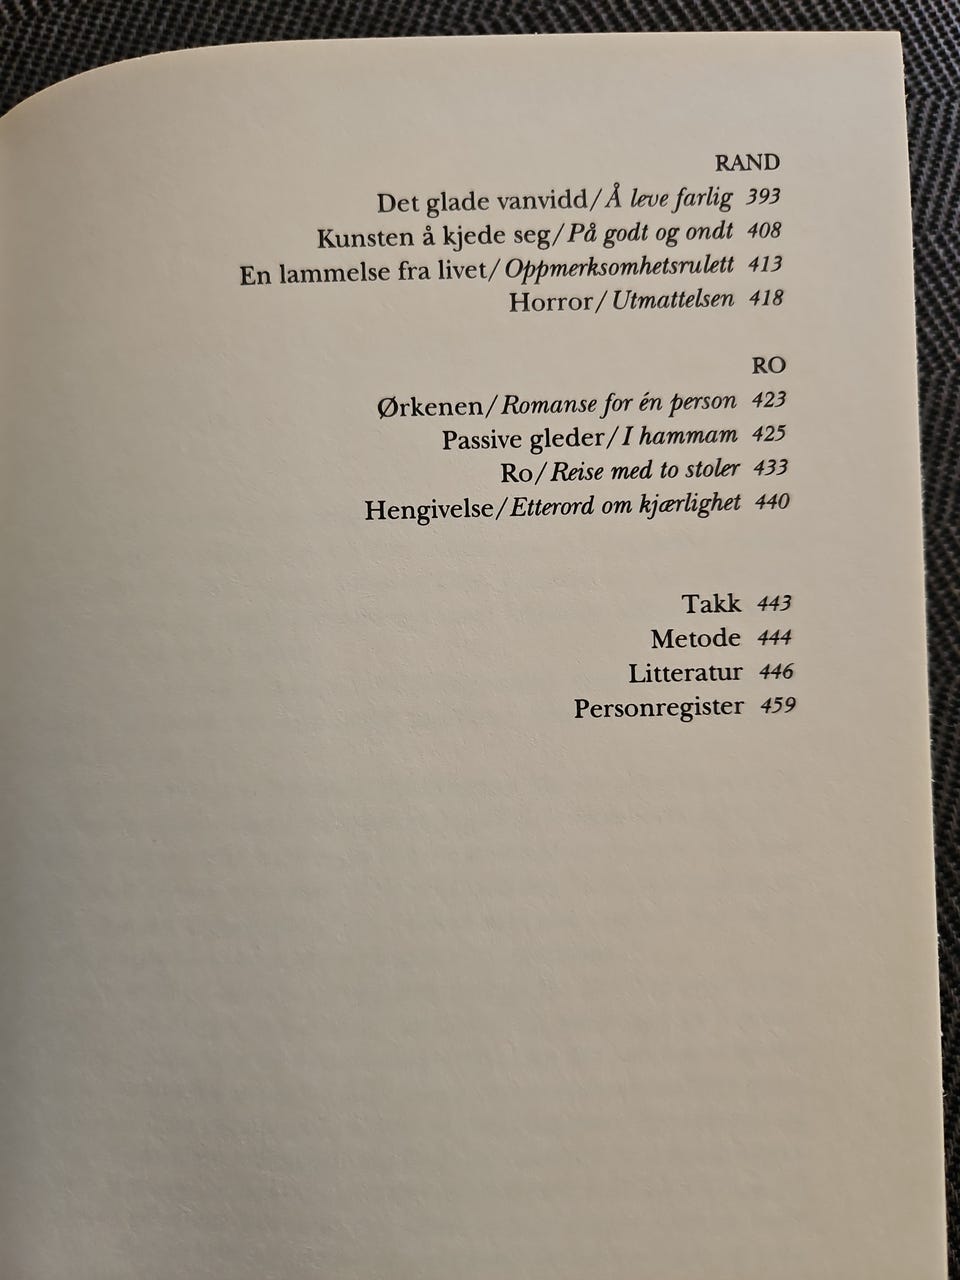 RAND
Det glade vanvidd/Å leve farlig 393
Kunsten å kjede seg/På godt og ondt 408
En lammelse fra livet/Oppmerksomhetsrulett 413
Horror/Utmattelsen 418
RO
Ørkenen/Romanse for én person 423
Passive gleder/I hammam 425
Ro/Reise med to stoler 433
Hengivelse/Etterord om kjærlighet 440
Takk 443
Metode 444
Litteratur 446
Personregister 459